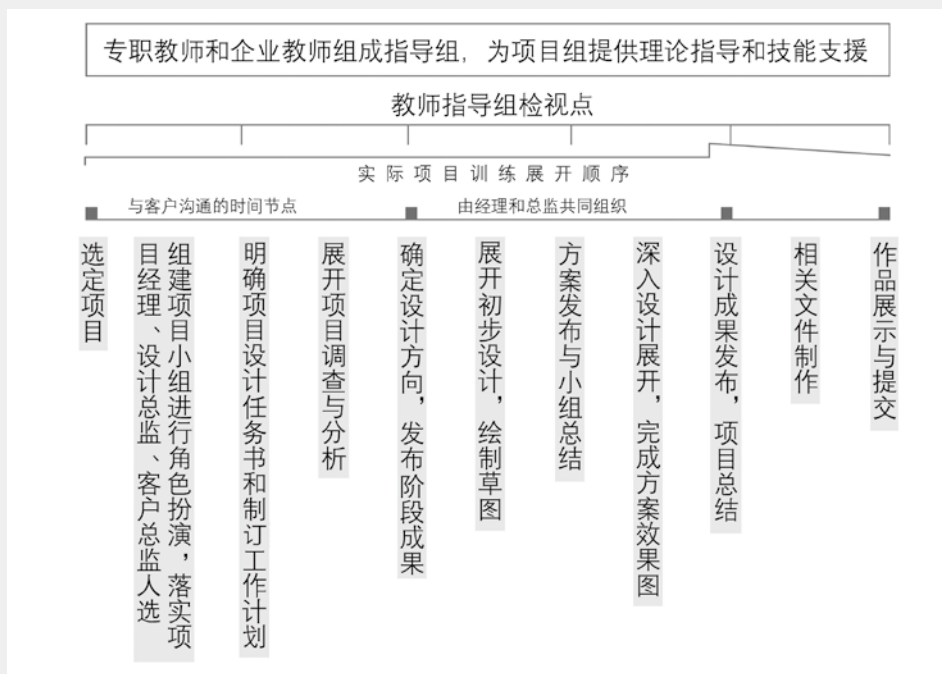 专职教师和企业教师组成指导组，为项目组提供理论指导和技能支援
教师指导组检视点
实际项目训练展开顺序
与客户沟通的时间节点
由经理和总监共同组织
选定项目
组建项目小组进行角色扮演，落实项
目经理、设计总监、客户总监人选
明确项目设计任务书和制订工作计划
展开项目调查与分析
确定设计方向，发布阶段成果
展开初步设计，绘制草图
方案发布与小组总结
深入设计展开，完成方案效果图
设计成果发布，项目总结
相关文件制作
作品展示与提交